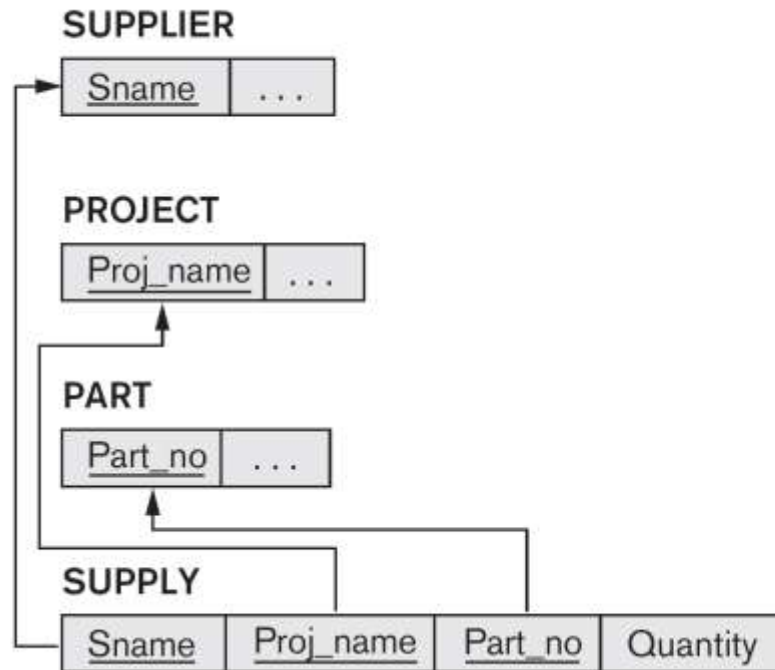 SUPPLIER
Sname ...
PROJECT
Proj_name ...
PART
Part_no ...
SUPPLY
Sname Proj_name Part_no Quantity